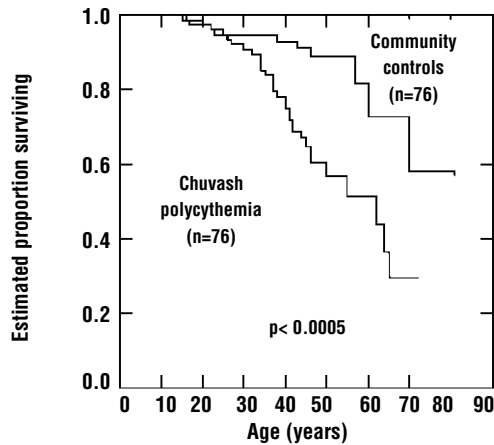 Estimated proportion surviving
1.0
0.8
0.6
0.4
0.2
0.0
Community
controls
(n=76)
Chuvash
polycythemia
(n=76)
p< 0.0005
0 10 20 30 40 50 60 70 80 90
Age (years)